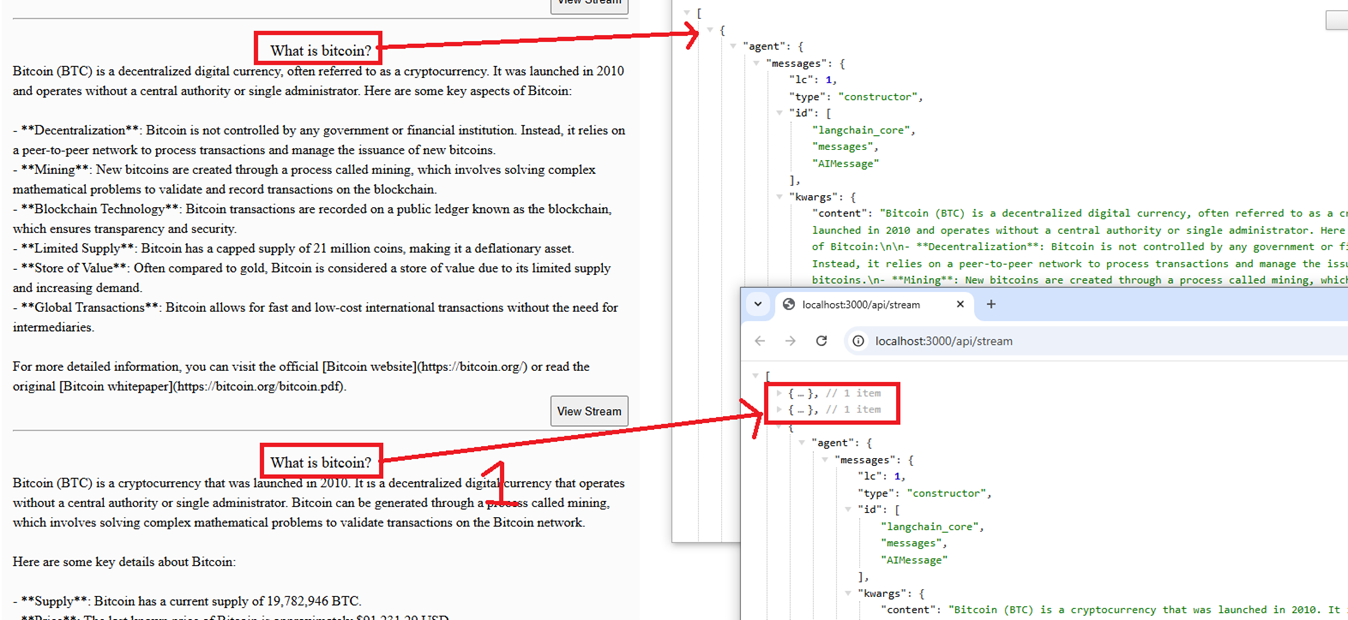 View Stream
What is bitcoin?
Bitcoin (BTC) is a decentralized digital currency, often referred to as a cryptocurrency. It was launched in 2010
and operates without a central authority or single administrator. Here are some key aspects of Bitcoin:
- **Decentralization**: Bitcoin is not controlled by any government or financial institution. Instead, it relies on
a peer-to-peer network to process transactions and manage the issuance of new bitcoins.
- **Mining**: New bitcoins are created through a process called mining, which involves solving complex
mathematical problems to validate and record transactions on the blockchain.
- **Blockchain Technology**: Bitcoin transactions are recorded on a public ledger known as the blockchain,
which ensures transparency and security.
- **Limited Supply**: Bitcoin has a capped supply of 21 million coins, making it a deflationary asset.
- **Store of Value**: Often compared to gold, Bitcoin is considered a store of value due to its limited supply
and increasing demand.
- **Global Transactions**: Bitcoin allows for fast and low-cost international transactions without the need for
intermediaries.
For more detailed information, you can visit the official [Bitcoin website](https://bitcoin.org/) or read the
original [Bitcoin whitepaper](https://bitcoin.org/bitcoin.pdf).
View Stream
What is bitcoin?
1
Bitcoin (BTC) is a cryptocurrency that was launched in 2010. It is a decentralized digital currency that operates
without a central authority or single administrator. Bitcoin can be generated through a process called mining,
which involves solving complex mathematical problems to validate transactions on the Bitcoin network.
Here are some key details about Bitcoin:
- **Supply**: Bitcoin has a current supply of 19,782,946 BTC.
- **Price**: The last known price of Bitcoin is approximately $91,231.29 USD
[
{
"agent": {
"messages": {
"lc": 1,
"type": "constructor",
"id": [
"langchain_core",
"messages",
"AIMessage"
],
"kwargs": {
"content": "Bitcoin (BTC) is a decentralized digital currency, often referred to as a
launched in 2010 and operates without a central authority or single administrator. Here
of Bitcoin:\n\n- **Decentralization**: Bitcoin is not controlled by any government or
Instead, it relies on a peer-to-peer network to process transactions and manage the
bitcoins.\n- **Mining**: New bitcoins are created through a process called mining,
localhost:3000/api/stream
localhost:3000/api/stream
[
{ … }, // 1 item
{ … }, // 1 item
{
"agent": {
"messages": {
"lc": 1,
"type": "constructor",
"id": [
"langchain_core",
"messages",
"AIMessage"
],
"kwargs": {
"content": "Bitcoin (BTC) is a cryptocurrency that was launched in 2010. It